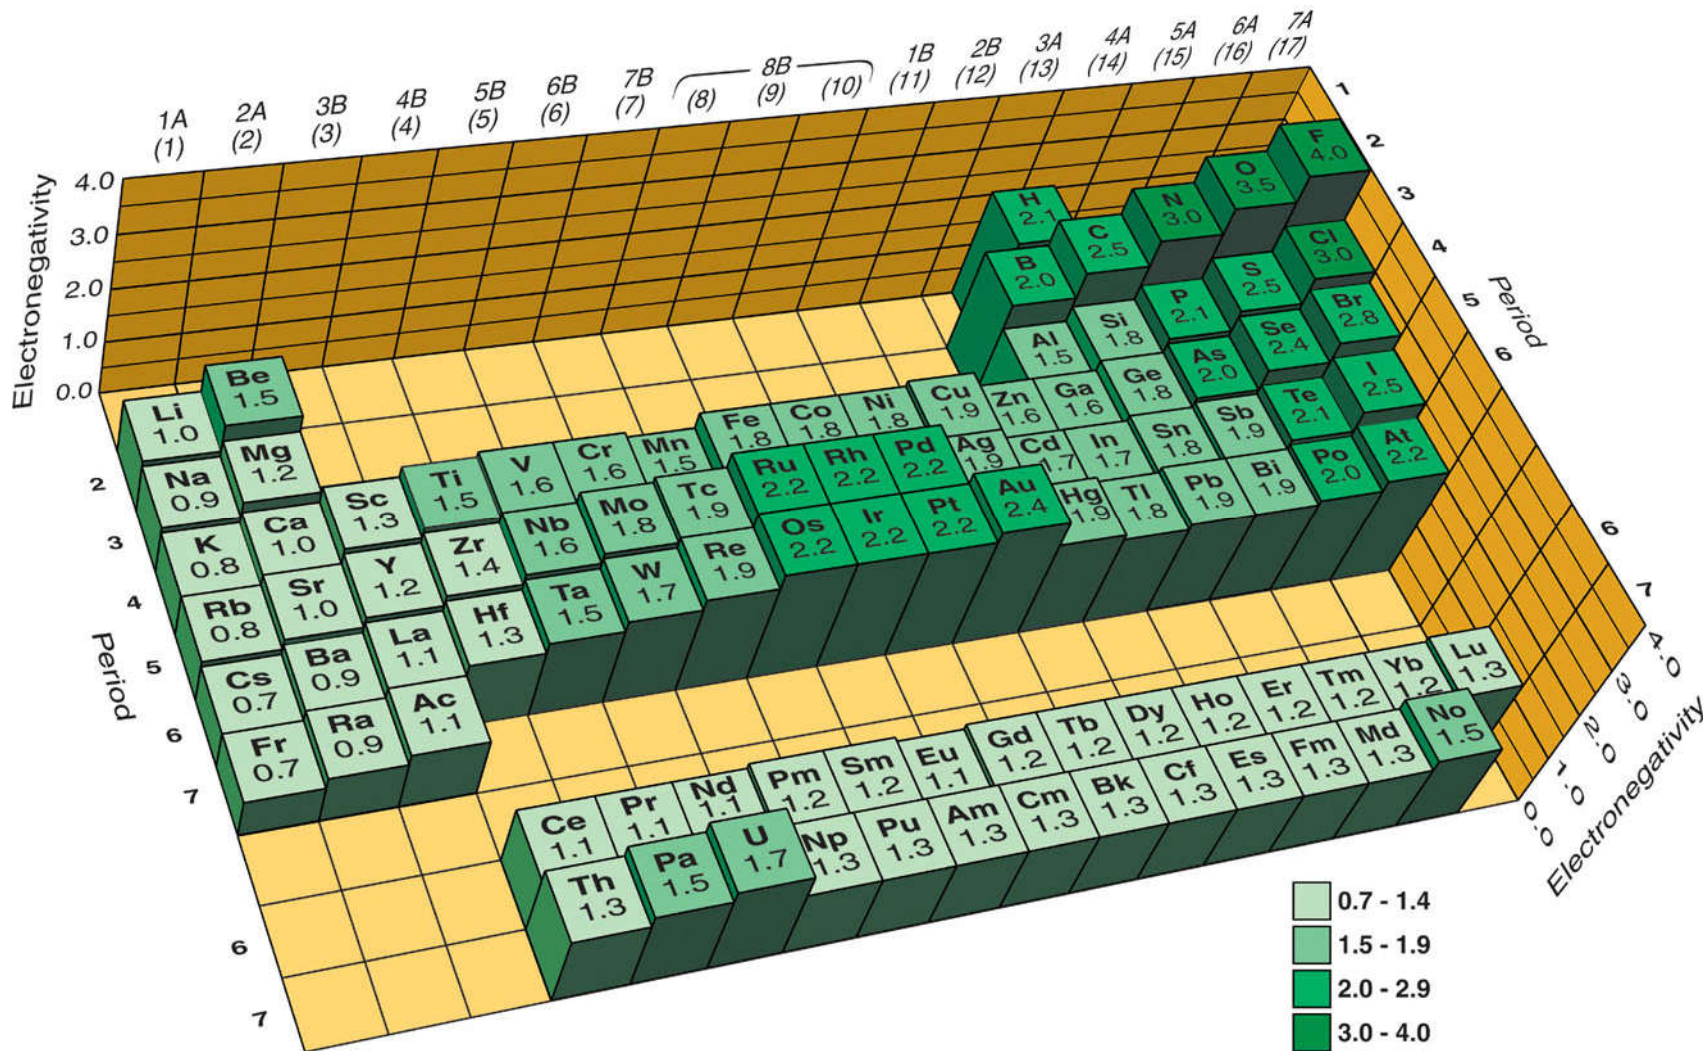 1A 2A 3B 4B 5B 6B 7B 8B 1B 2B 3A 4A 5A 6A 7A
(1) (2) (3) (4) (5) (6) (7) (8) (9) (10) (11) (12) (13) (14) (15) (16) (17)
Electronegativity
4.0
3.0
2.0
1.0
0.0
1
2
3
4
5
6
Period
6
7
H
2.1
Li Be B C N O F
1.0 1.5 2.0 2.5 3.0 3.5 4.0
Na Mg Al Si P S Cl
0.9 1.2 1.5 1.8 2.1 2.5 3.0
K Ca Sc Ti V Cr Mn Fe Co Ni Cu Zn Ga Ge As Se Br
0.8 1.0 1.3 1.5 1.6 1.6 1.5 1.8 1.8 1.8 1.9 1.6 1.6 1.8 2.0 2.4 2.8
Rb Sr Y Zr Nb Mo Tc Ru Rh Pd Ag Cd In Sn Sb Te I
0.8 1.0 1.2 1.4 1.6 1.8 1.9 2.2 2.2 2.2 1.9 1.7 1.7 1.8 1.9 2.1 2.5
Cs Ba La Hf Ta W Re Os Ir Pt Au Hg Tl Pb Bi Po At
0.7 0.9 1.1 1.3 1.5 1.7 1.9 2.2 2.2 2.2 2.4 1.9 1.8 1.9 1.9 2.0 2.2
Fr Ra Ac
0.7 0.9 1.1
2
3
4
5
6
7
Period
6
7
Ce Pr Nd Pm Sm Eu Gd Tb Dy Ho Er Tm Yb Lu
1.1 1.1 1.1 1.2 1.2 1.1 1.2 1.2 1.2 1.2 1.2 1.2 1.2 1.3
Th Pa U Np Pu Am Cm Bk Cf Es Fm Md No
1.3 1.5 1.7 1.3 1.3 1.3 1.3 1.3 1.3 1.3 1.3 1.3 1.5
4.0
3.0
2.0
1.0
0.0
Electronegativity
0.7 - 1.4
1.5 - 1.9
2.0 - 2.9
3.0 - 4.0